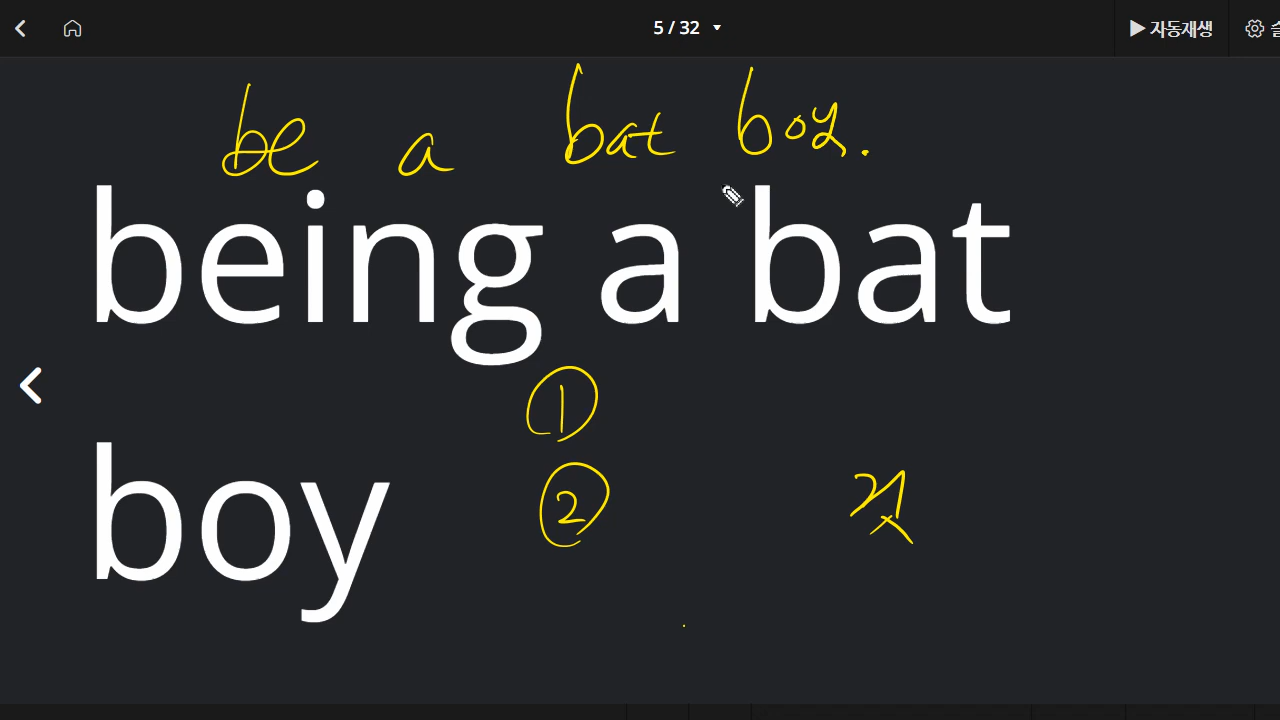 5 / 32
자동재생
be a bat boy.
being a bat
①
boy
② 것